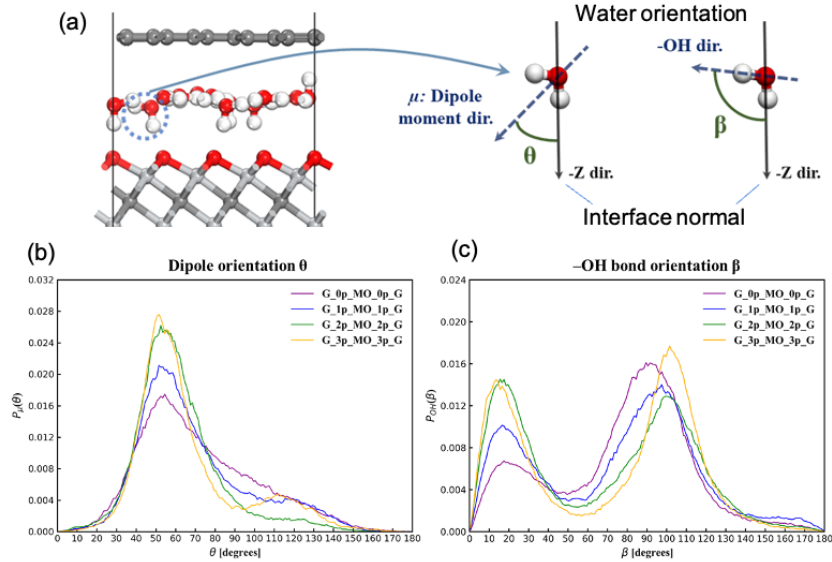 (a)
Water orientation
-OH dir.
μ: Dipole
moment dir.
θ
β
-Z dir.
-Z dir.
Interface normal
(b)
Dipole orientation θ
G_0p_MO_0p_G
G_1p_MO_1p_G
G_2p_MO_2p_G
G_3p_MO_3p_G
0.032
0.028
0.024
0.020
0.016
0.012
0.008
0.004
0.000
Pμ(θ)
0 10 20 30 40 50 60 70 80 90 100 110 120 130 140 150 160 170 180
θ [degrees]
(c)
–OH bond orientation β
G_0p_MO_0p_G
G_1p_MO_1p_G
G_2p_MO_2p_G
G_3p_MO_3p_G
0.024
0.020
0.016
0.012
0.008
0.004
0.000
POH(β)
0 10 20 30 40 50 60 70 80 90 100 110 120 130 140 150 160 170 180
β [degrees]